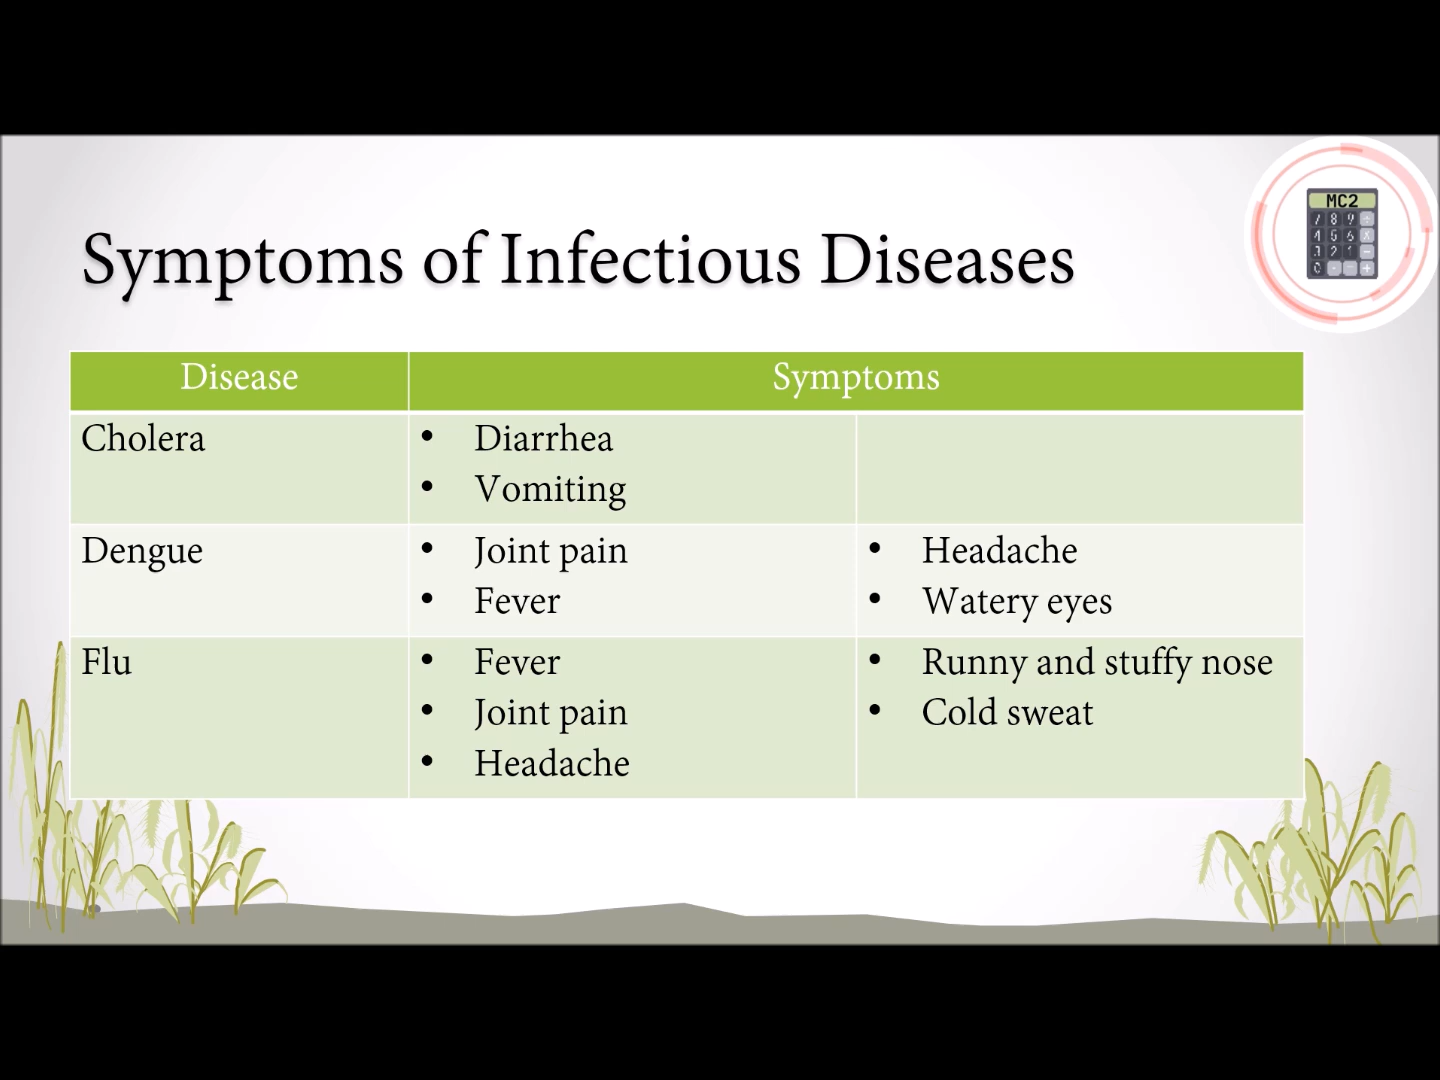 MC2
Symptoms of Infectious Diseases
Disease Symptoms
Cholera
• Diarrhea
• Vomiting
Dengue
• Joint pain
• Fever
• Headache
• Watery eyes
Flu
• Fever
• Joint pain
• Headache
• Runny and stuffy nose
• Cold sweat